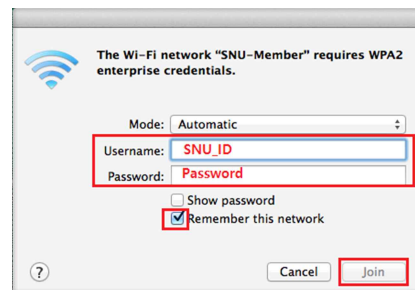 The Wi-Fi network “SNU-Member” requires WPA2
enterprise credentials.
Mode: Automatic
Username: SNU_ID
Password: Password
Show password
Remember this network
? Cancel Join